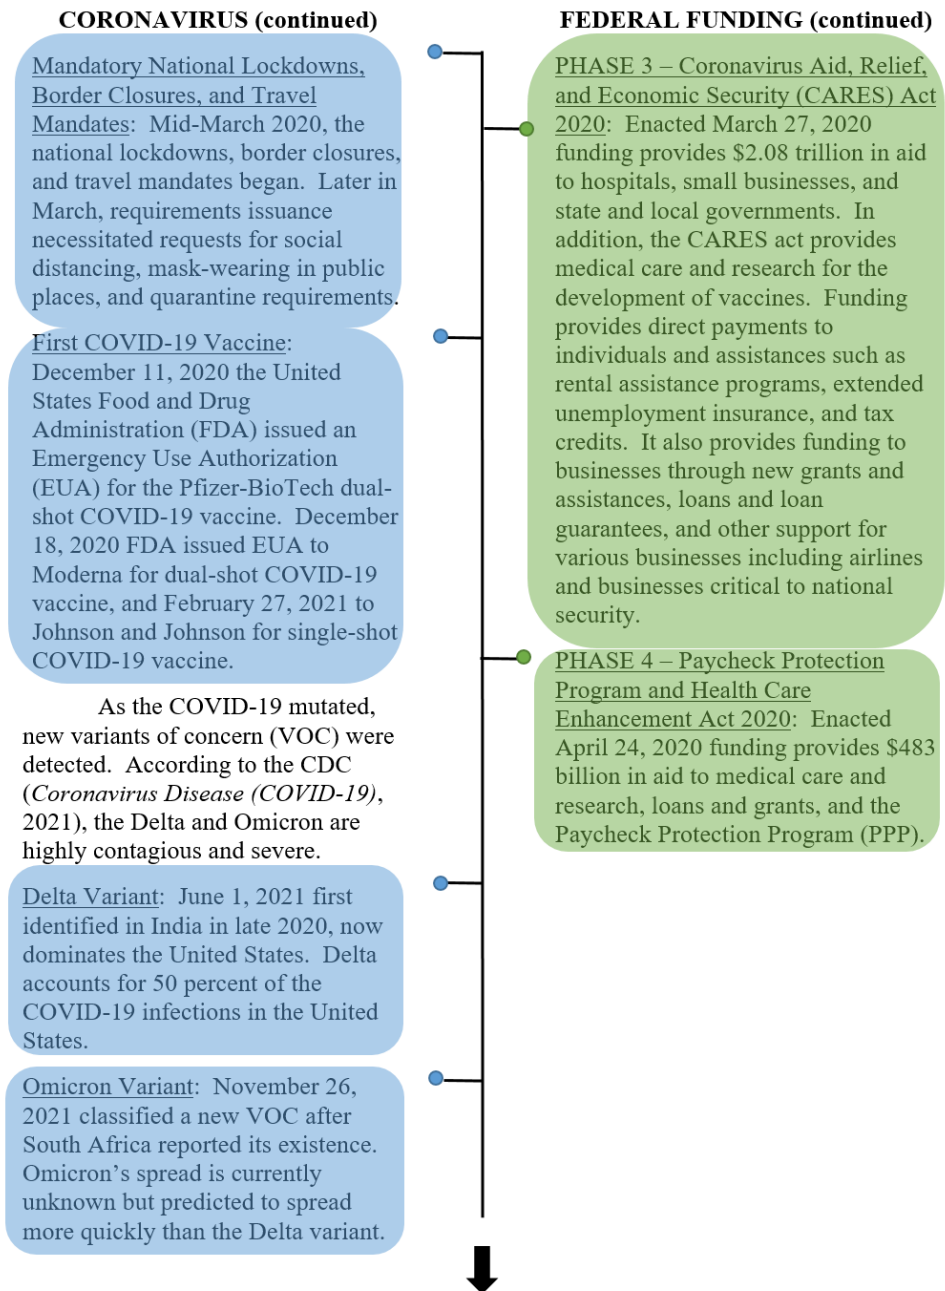 CORONAVIRUS (continued)
Mandatory National Lockdowns,
Border Closures, and Travel
Mandates:  Mid-March 2020, the
national lockdowns, border closures,
and travel mandates began.  Later in
March, requirements issuance
necessitated requests for social
distancing, mask-wearing in public
places, and quarantine requirements.
First COVID-19 Vaccine:
December 11, 2020 the United
States Food and Drug
Administration (FDA) issued an
Emergency Use Authorization
(EUA) for the Pfizer-BioTech dual-
shot COVID-19 vaccine.  December
18, 2020 FDA issued EUA to
Moderna for dual-shot COVID-19
vaccine, and February 27, 2021 to
Johnson and Johnson for single-shot
COVID-19 vaccine.
As the COVID-19 mutated,
new variants of concern (VOC) were
detected.  According to the CDC
(Coronavirus Disease (COVID-19),
2021), the Delta and Omicron are
highly contagious and severe.
Delta Variant:  June 1, 2021 first
identified in India in late 2020, now
dominates the United States.  Delta
accounts for 50 percent of the
COVID-19 infections in the United
States.
Omicron Variant:  November 26,
2021 classified a new VOC after
South Africa reported its existence.
Omicron’s spread is currently
unknown but predicted to spread
more quickly than the Delta variant.
FEDERAL FUNDING (continued)
PHASE 3 – Coronavirus Aid, Relief,
and Economic Security (CARES) Act
2020:  Enacted March 27, 2020
funding provides $2.08 trillion in aid
to hospitals, small businesses, and
state and local governments.  In
addition, the CARES act provides
medical care and research for the
development of vaccines.  Funding
provides direct payments to
individuals and assistances such as
rental assistance programs, extended
unemployment insurance, and tax
credits.  It also provides funding to
businesses through new grants and
assistances, loans and loan
guarantees, and other support for
various businesses including airlines
and businesses critical to national
security.
PHASE 4 – Paycheck Protection
Program and Health Care
Enhancement Act 2020:  Enacted
April 24, 2020 funding provides $483
billion in aid to medical care and
research, loans and grants, and the
Paycheck Protection Program (PPP).